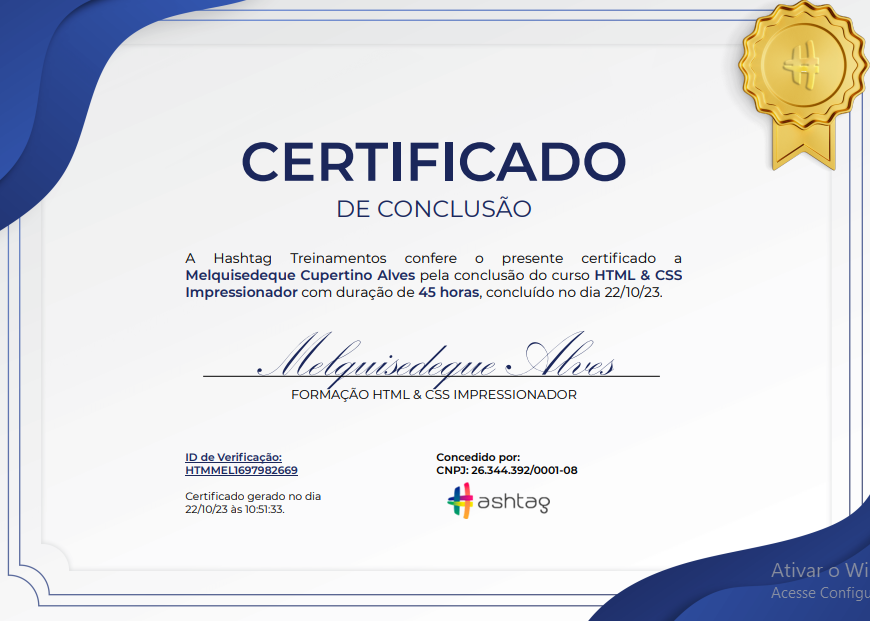 CERTIFICADO
DE CONCLUSÃO
A Hashtag Treinamentos confere o presente certificado a
Melquisedeque Cupertino Alves pela conclusão do curso HTML & CSS
Impressionador com duração de 45 horas, concluído no dia 22/10/23.
Melquisedeque Alves
FORMAÇÃO HTML & CSS IMPRESSIONADOR
ID de Verificação:
HTMMEL1697982669
Certificado gerado no dia
22/10/23 às 10:51:33.
Concedido por:
CNPJ: 26.344.392/0001-08
ashtag
Ativar o Wi
Acesse Configu